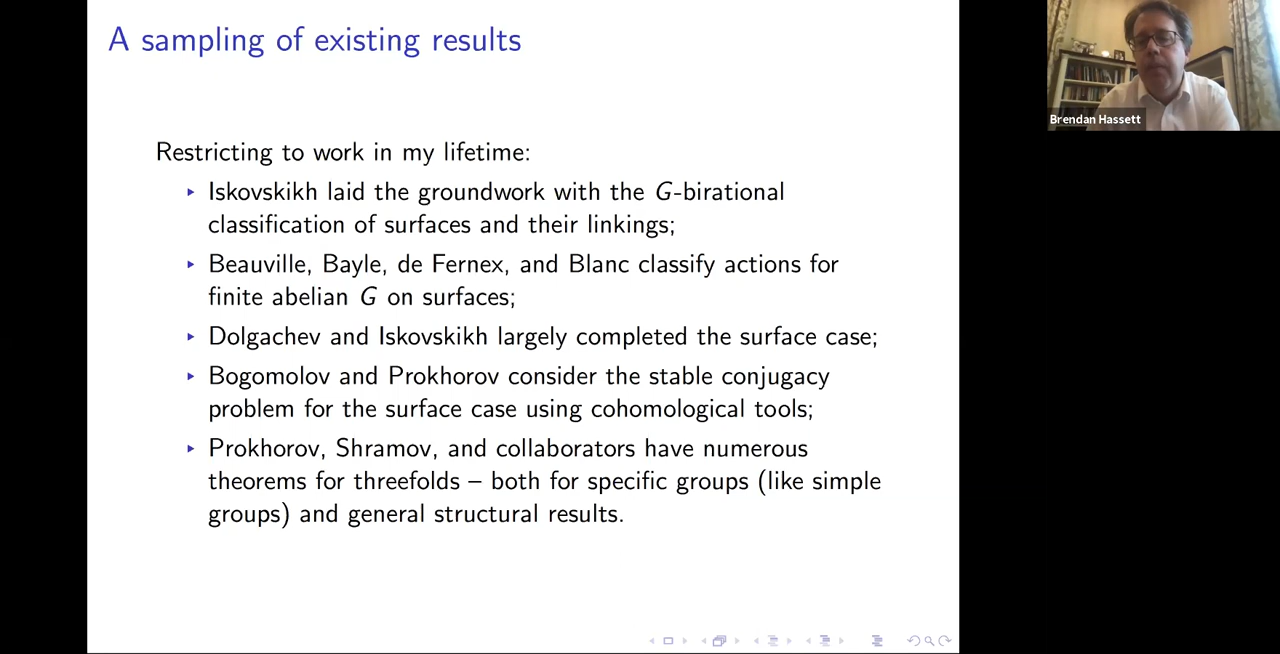 A sampling of existing results
Restricting to work in my lifetime:
Iskovskikh laid the groundwork with the G-birational
classification of surfaces and their linkings;
Beauville, Bayle, de Fernex, and Blanc classify actions for
finite abelian G on surfaces;
Dolgachev and Iskovskikh largely completed the surface case;
Bogomolov and Prokhorov consider the stable conjugacy
problem for the surface case using cohomological tools;
Prokhorov, Shramov, and collaborators have numerous
theorems for threefolds – both for specific groups (like simple
groups) and general structural results.
Brendan Hassett